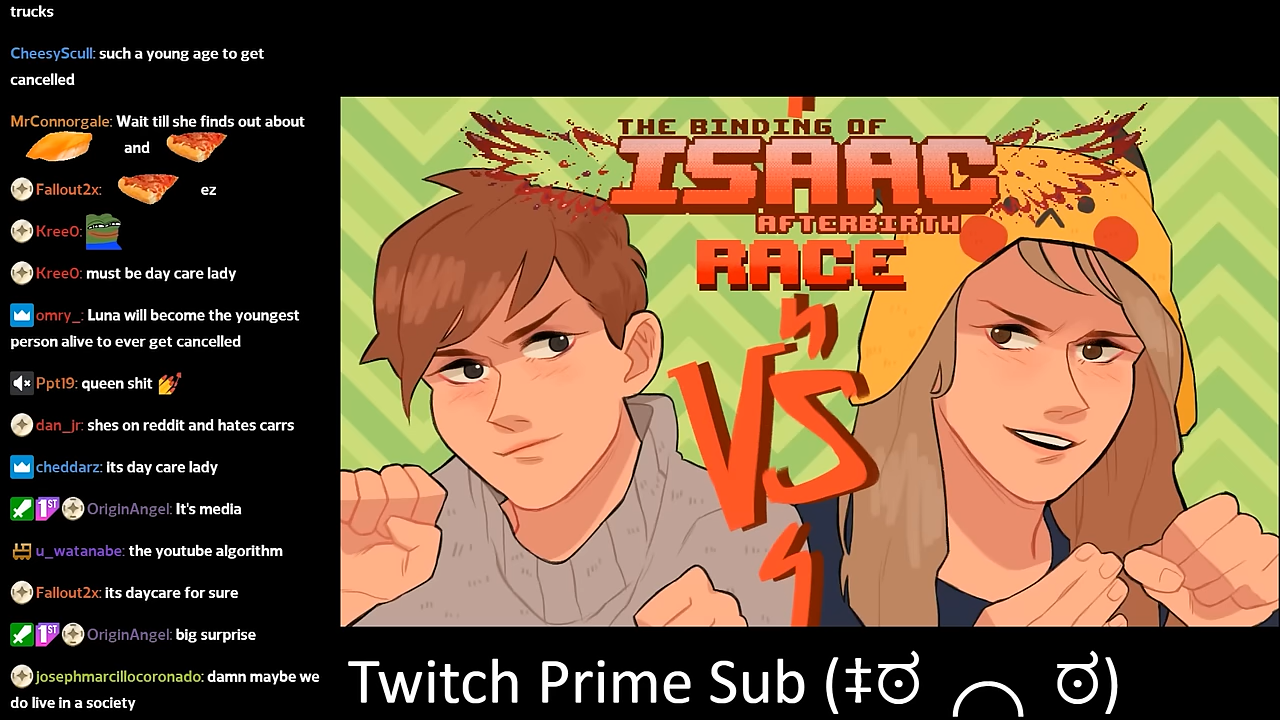 trucks
CheesyScull: such a young age to get
cancelled
MrConnorgale: Wait till she finds out about
and
Fallout2x: ez
KreeO:
KreeO: must be day care lady
omry_: Luna will become the youngest
person alive to ever get cancelled
Ppt19: queen shit 💅
dan_jr: shes on reddit and hates carrs
cheddarz: its day care lady
1ST OriginAngel: It's media
u_watanabe: the youtube algorithm
Fallout2x: its daycare for sure
1ST OriginAngel: big surprise
josephmarcillocoronado: damn maybe we
do live in a society
THE BINDING OF
ISAAC
AFTERBIRTH
RACE
VS
Twitch Prime Sub (‡ಠ ╭╮ ಠ)